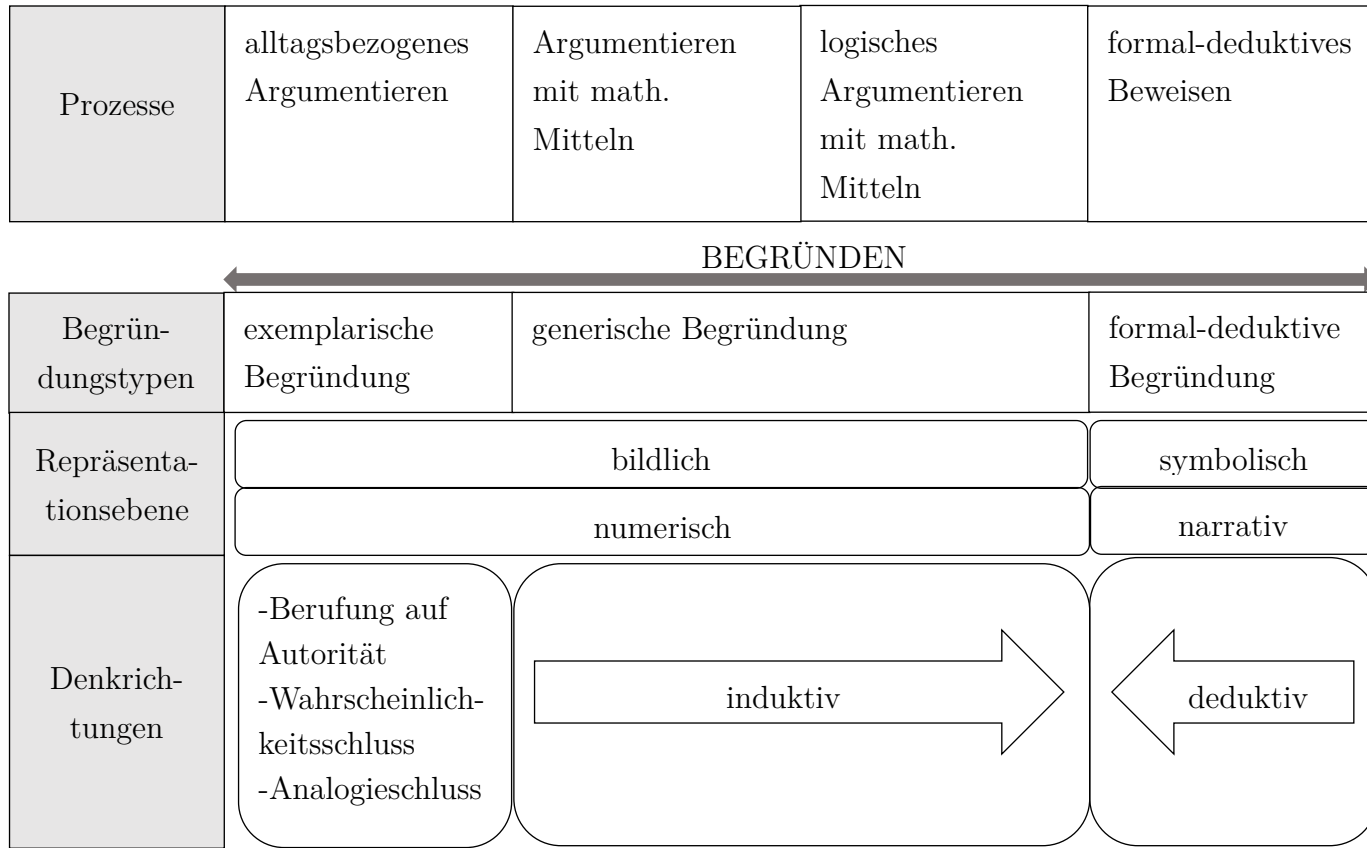 Prozesse
alltagsbezogenes
Argumentieren
Argumentieren
mit math.
Mitteln
logisches
Argumentieren
mit math.
Mitteln
formal-deduktives
Beweisen
BEGRÜNDEN
Begrün-
dungstypen
exemplarische
Begründung
generische Begründung
formal-deduktive
Begründung
Repräsenta-
tionsebene
bildlich
symbolisch
numerisch
narrativ
Denkrich-
tungen
-Berufung auf
Autorität
-Wahrscheinlich-
keitsschluss
-Analogieschluss
induktiv
deduktiv